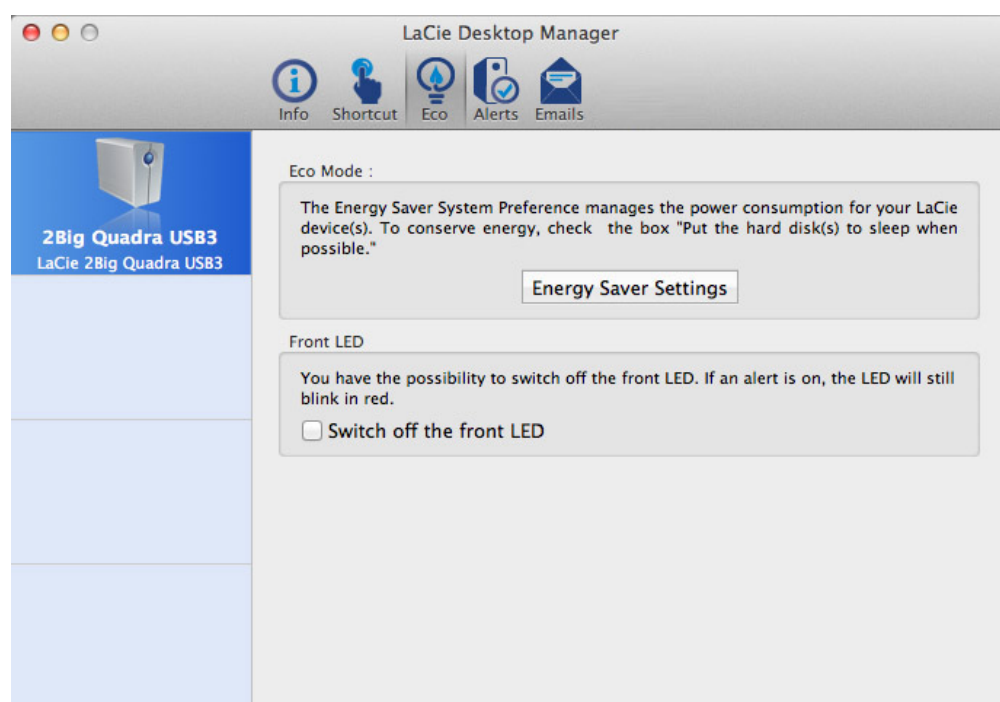 LaCie Desktop Manager
Info Shortcut Eco Alerts Emails
2Big Quadra USB3
LaCie 2Big Quadra USB3
Eco Mode :
The Energy Saver System Preference manages the power consumption for your LaCie
device(s). To conserve energy, check the box "Put the hard disk(s) to sleep when
possible."
Energy Saver Settings
Front LED
You have the possibility to switch off the front LED. If an alert is on, the LED will still
blink in red.
Switch off the front LED